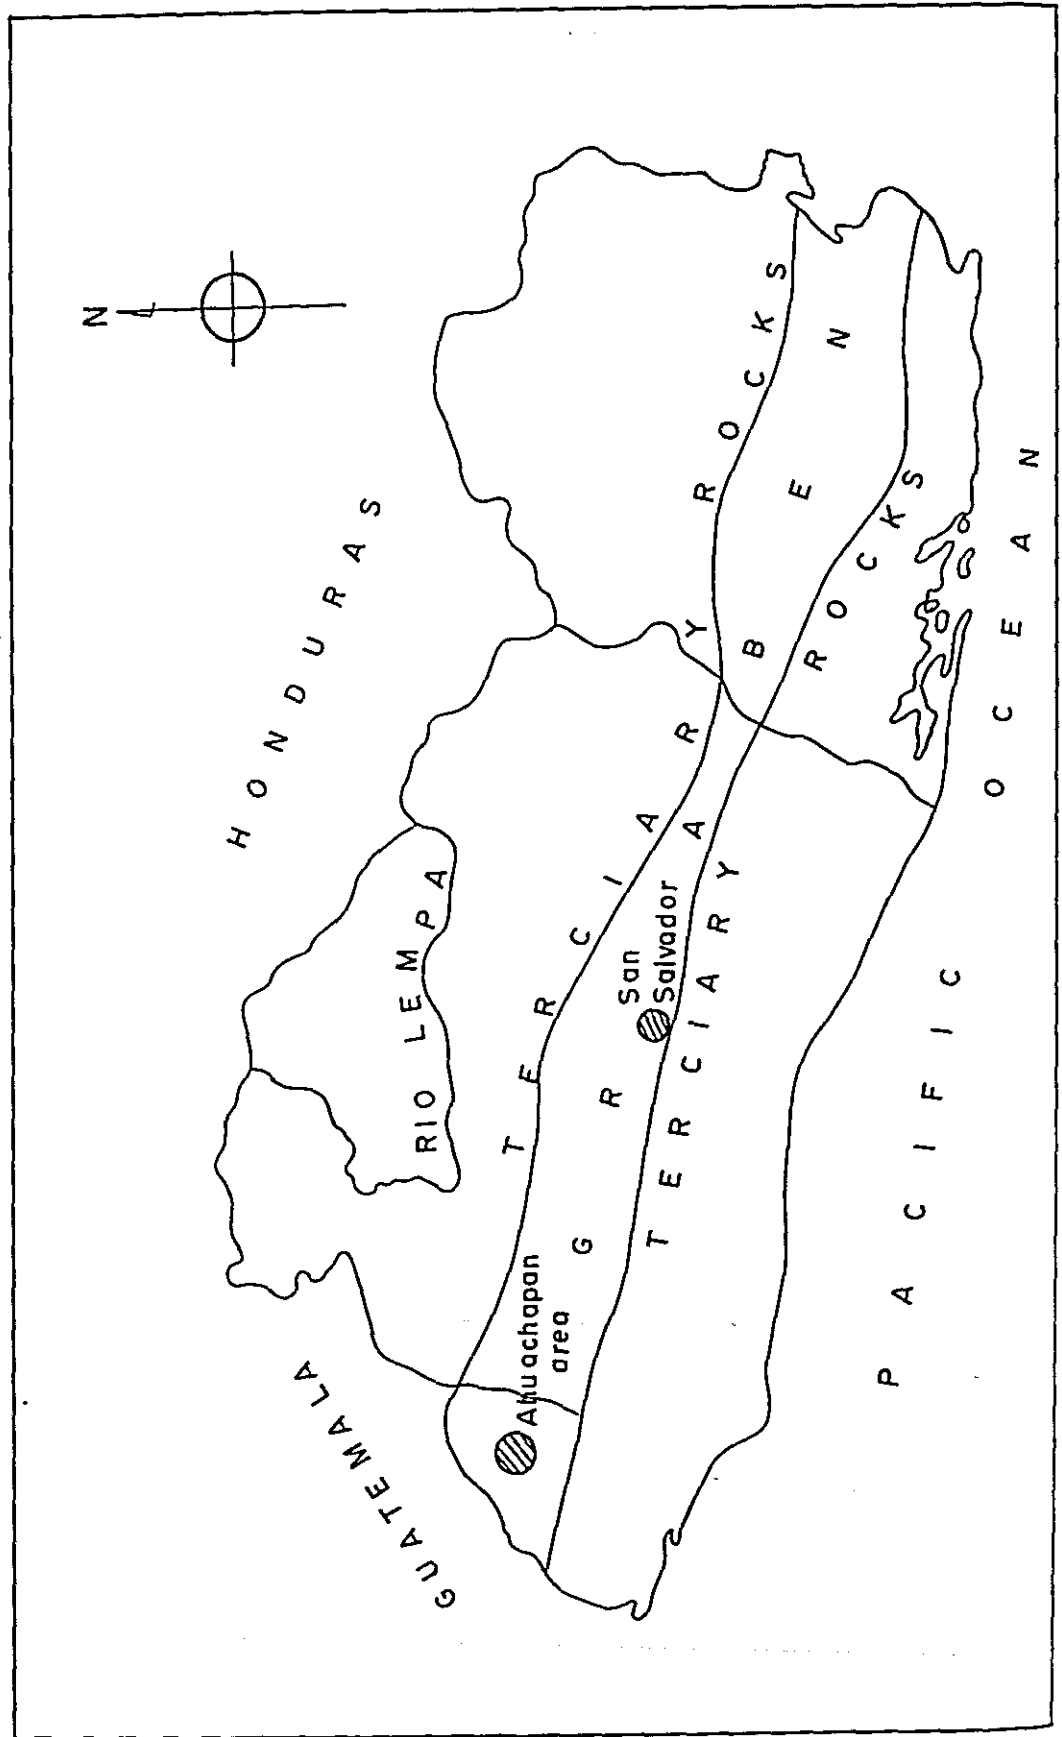 N
HONDURAS
GUATEMALA
RIO LEMPA
TERCIARY ROCKS
Ahuachapan
area
San
Salvador
GRABEN
TERCIARY ROCKS
PACIFIC OCEAN